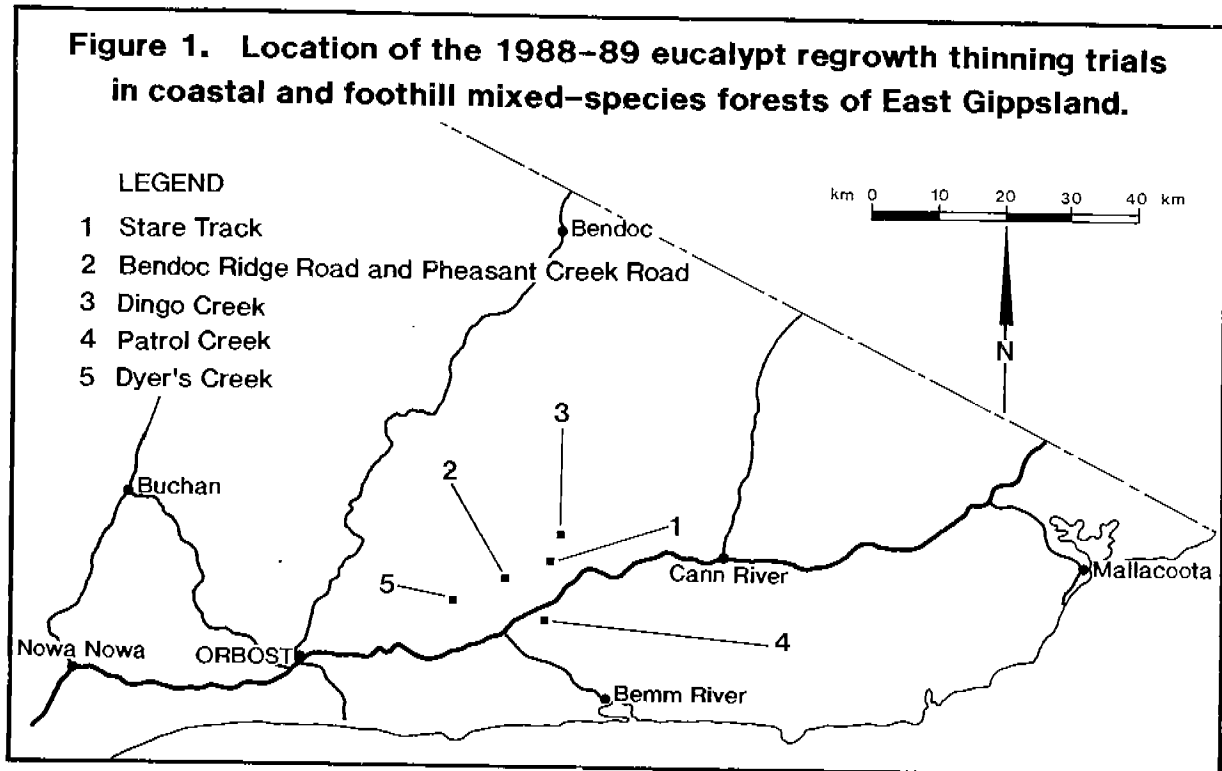 Figure 1. Location of the 1988-89 eucalypt regrowth thinning trials
in coastal and foothill mixed-species forests of East Gippsland.
LEGEND
1 Stare Track
2 Bendoc Ridge Road and Pheasant Creek Road
3 Dingo Creek
4 Patrol Creek
5 Dyer's Creek
km 0 10 20 30 40 km
N
Bendoc
3
2
Buchan
1
5
Cann River
Mallacoota
4
Nowa Nowa
ORBOST
Bemm River